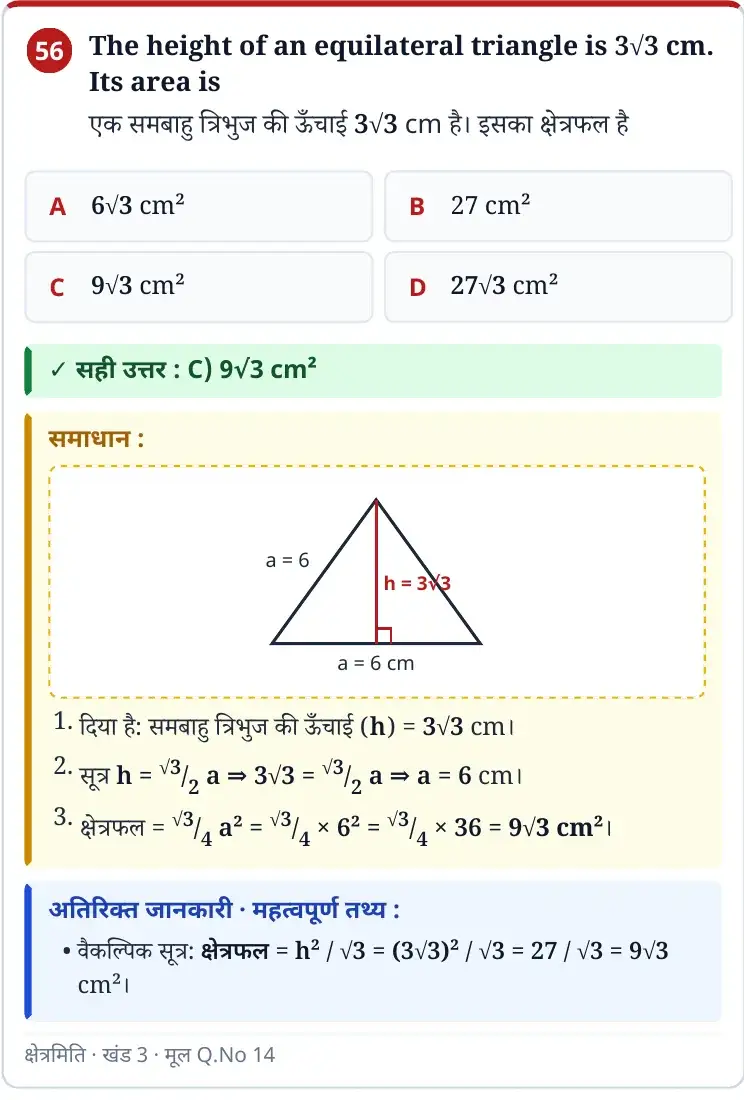 56 The height of an equilateral triangle is 3√3 cm.
Its area is
एक समबाहु त्रिभुज की ऊँचाई 3√3 cm है। इसका क्षेत्रफल है
A 6√3 cm²
B 27 cm²
C 9√3 cm²
D 27√3 cm²
✓ सही उत्तर : C) 9√3 cm²
समाधान :
a = 6
h = 3√3
a = 6 cm
1. दिया है: समबाहु त्रिभुज की ऊँचाई (h) = 3√3 cm।
2. सूत्र h = √3/2 a ⇒ 3√3 = √3/2 a ⇒ a = 6 cm।
3. क्षेत्रफल = √3/4 a² = √3/4 × 6² = √3/4 × 36 = 9√3 cm²।
अतिरिक्त जानकारी · महत्वपूर्ण तथ्य :
• वैकल्पिक सूत्र: क्षेत्रफल = h² / √3 = (3√3)² / √3 = 27 / √3 = 9√3
cm²।
क्षेत्रमिति · खंड 3 · मूल Q.No 14